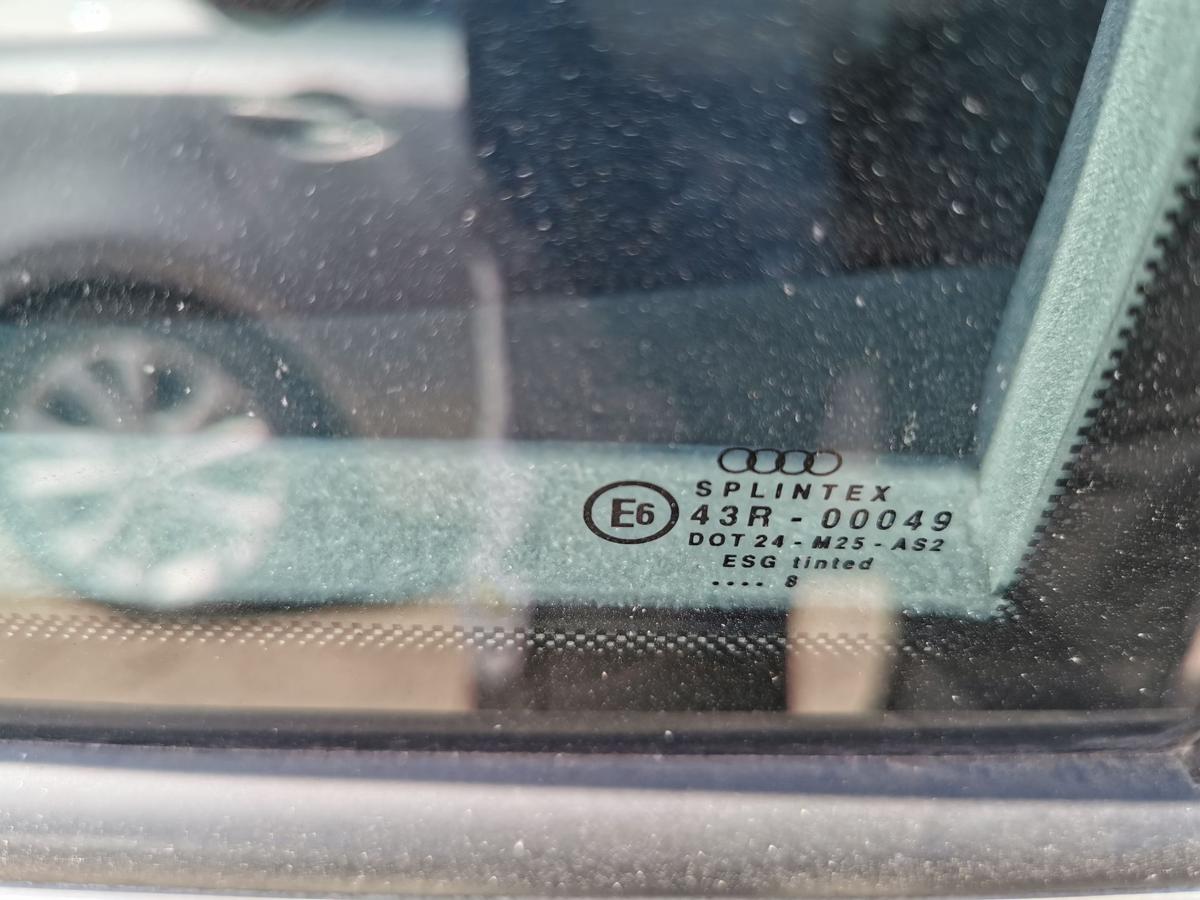 SPLINTEX
E6
43R - 00049
DOT 24 - M25 - AS2
ESG tinted
.... 8